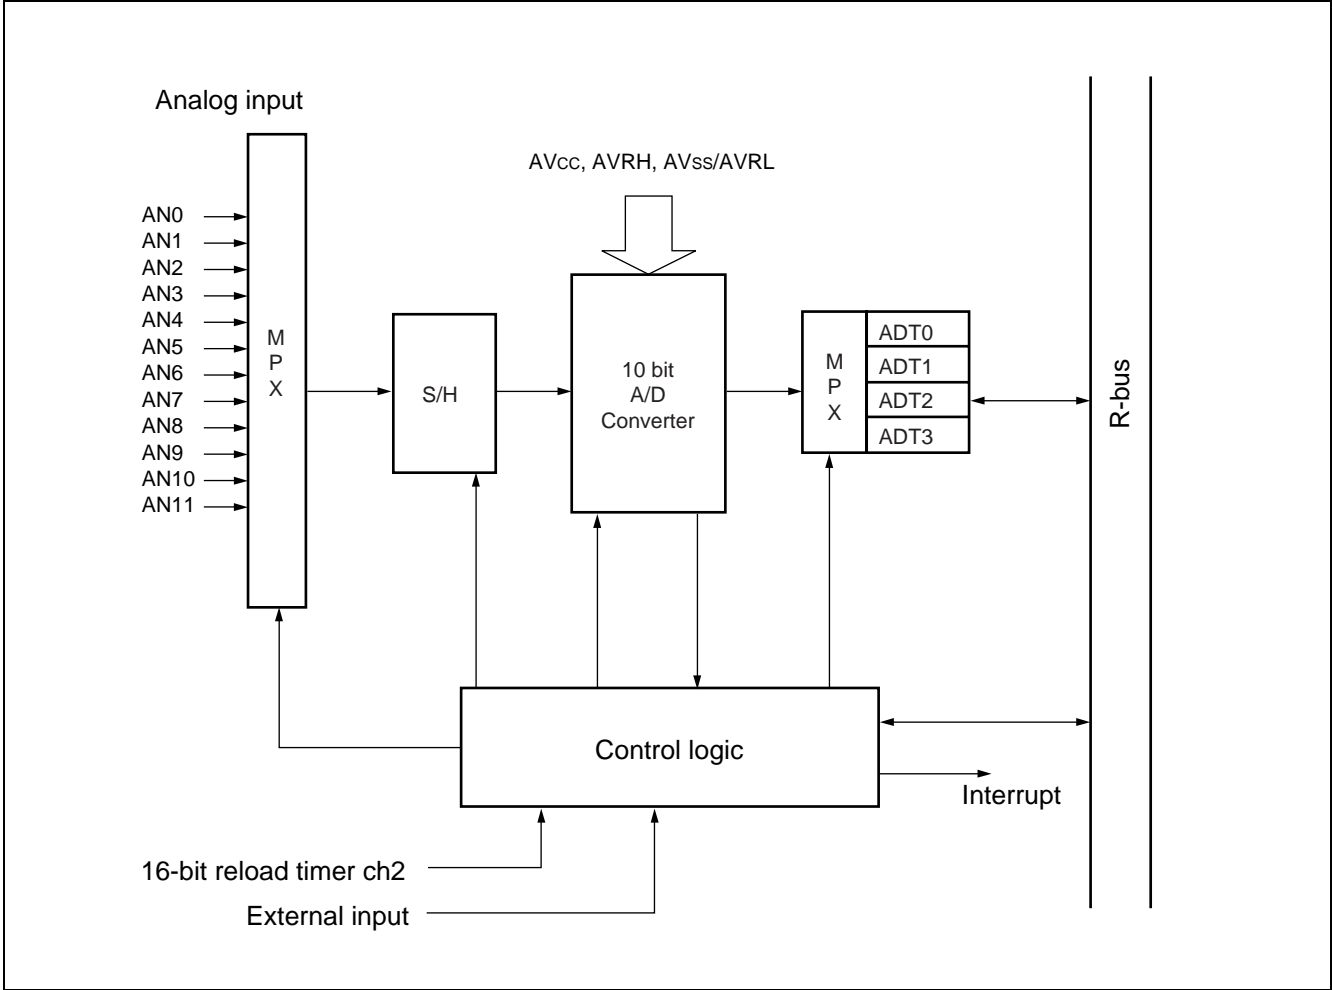 Analog input
AVCC, AVRH, AVSS/AVRL
AN0
AN1
AN2
AN3
AN4
AN5
AN6
AN7
AN8
AN9
AN10
AN11
M
P
X
S/H
10 bit
A/D
Converter
M
P
X
ADT0
ADT1
ADT2
ADT3
R-bus
Control logic
Interrupt
16-bit reload timer ch2
External input